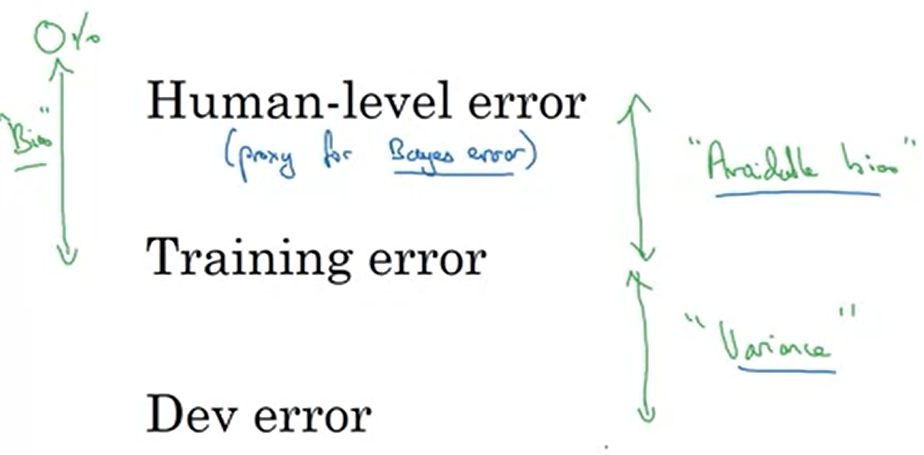 0%
Human-level error
"Bias"
(proxy for Bayes error)
"Avoidable bias"
Training error
"Variance"
Dev error